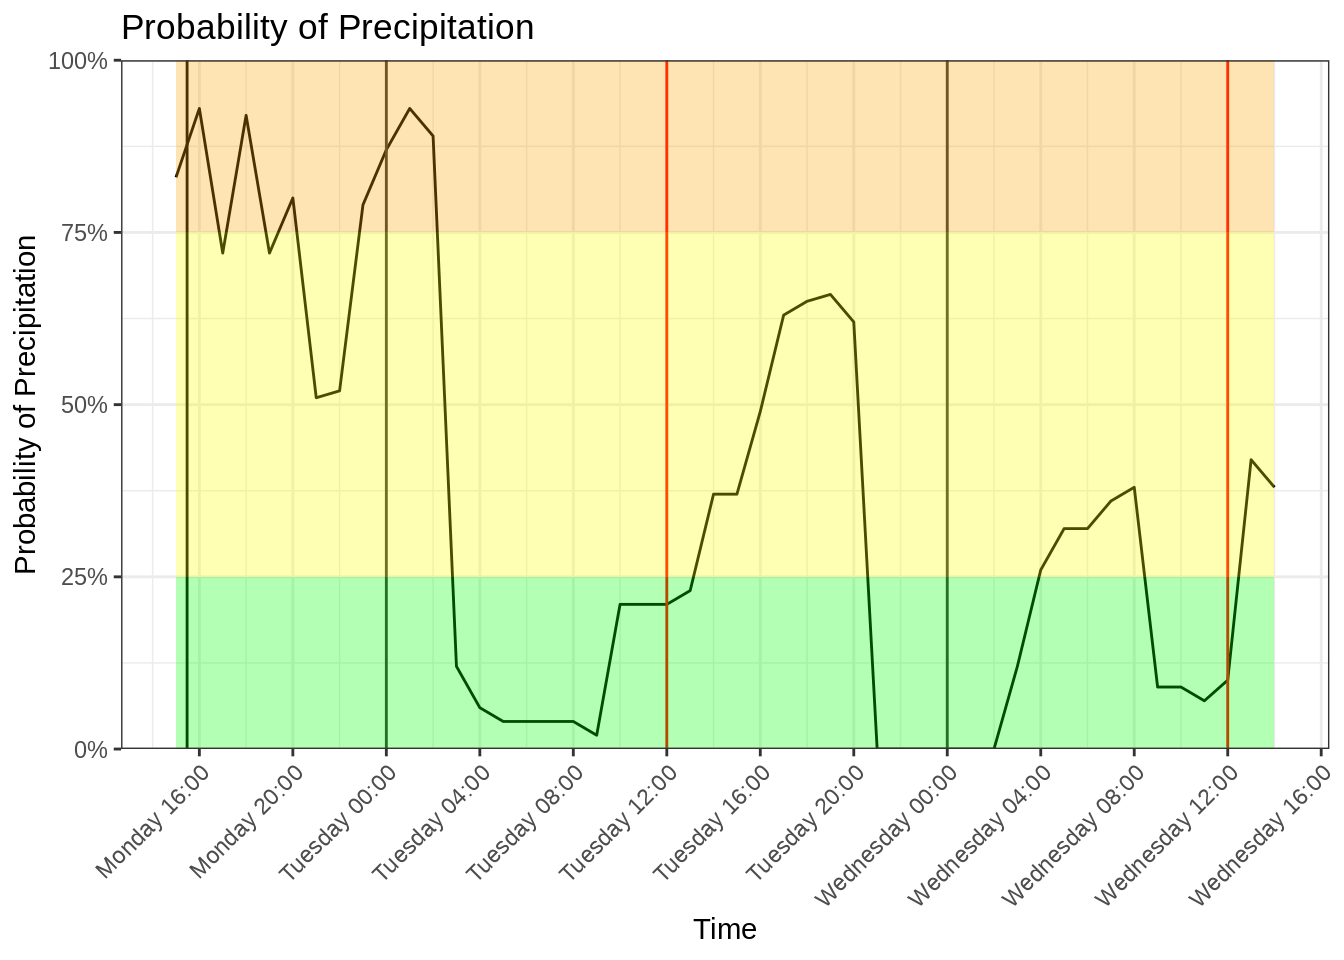 Probability of Precipitation
Probability of Precipitation
100%
75%
50%
25%
0%
Monday 16:00
Monday 20:00
Tuesday 00:00
Tuesday 04:00
Tuesday 08:00
Tuesday 12:00
Tuesday 16:00
Tuesday 20:00
Wednesday 00:00
Wednesday 04:00
Wednesday 08:00
Wednesday 12:00
Wednesday 16:00
Time